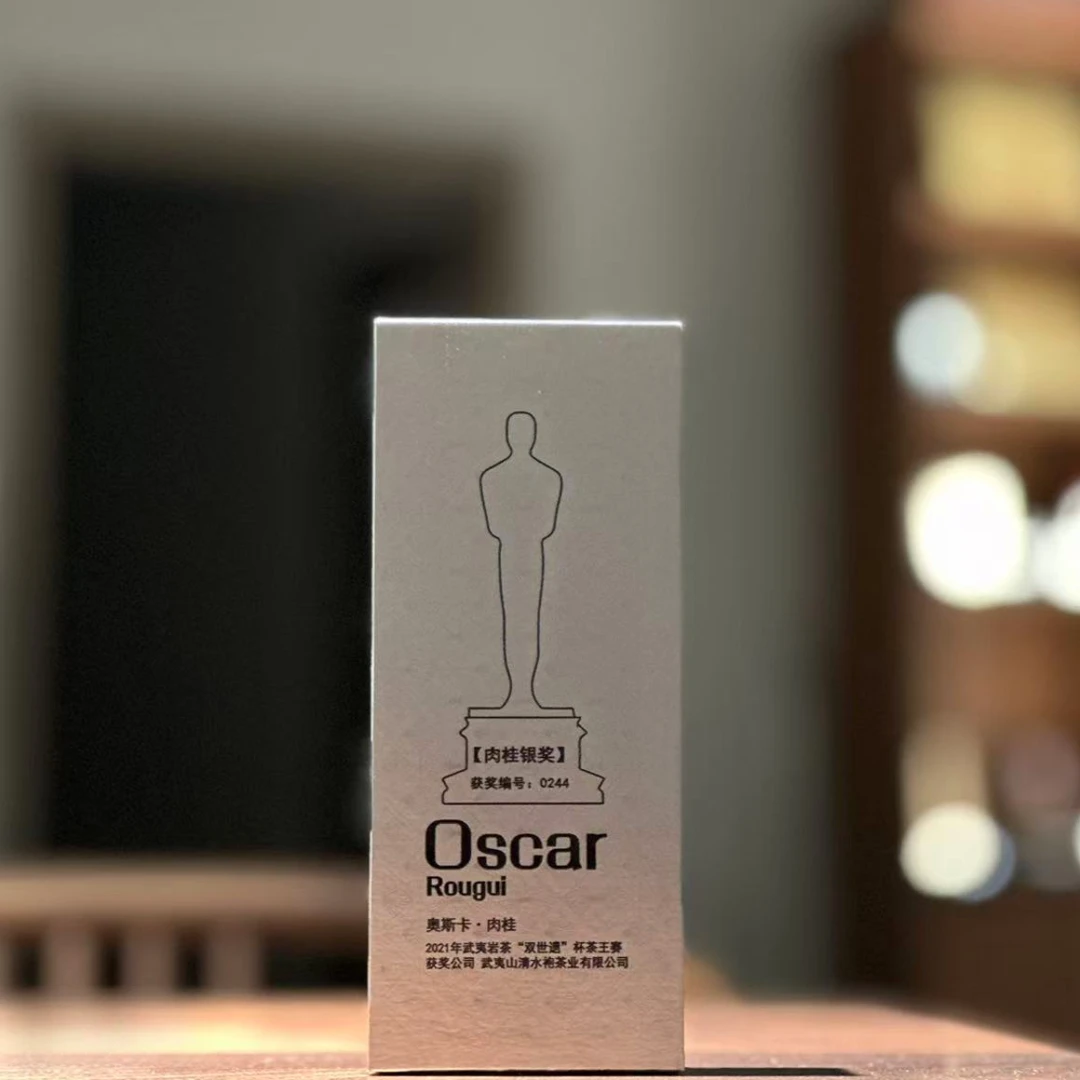 【肉桂银奖】
获奖编号：0244
Oscar
Rougui
奥斯卡·肉桂
2021年武夷岩茶“双世遗”杯茶王赛
获奖公司 武夷山清水袍茶业有限公司